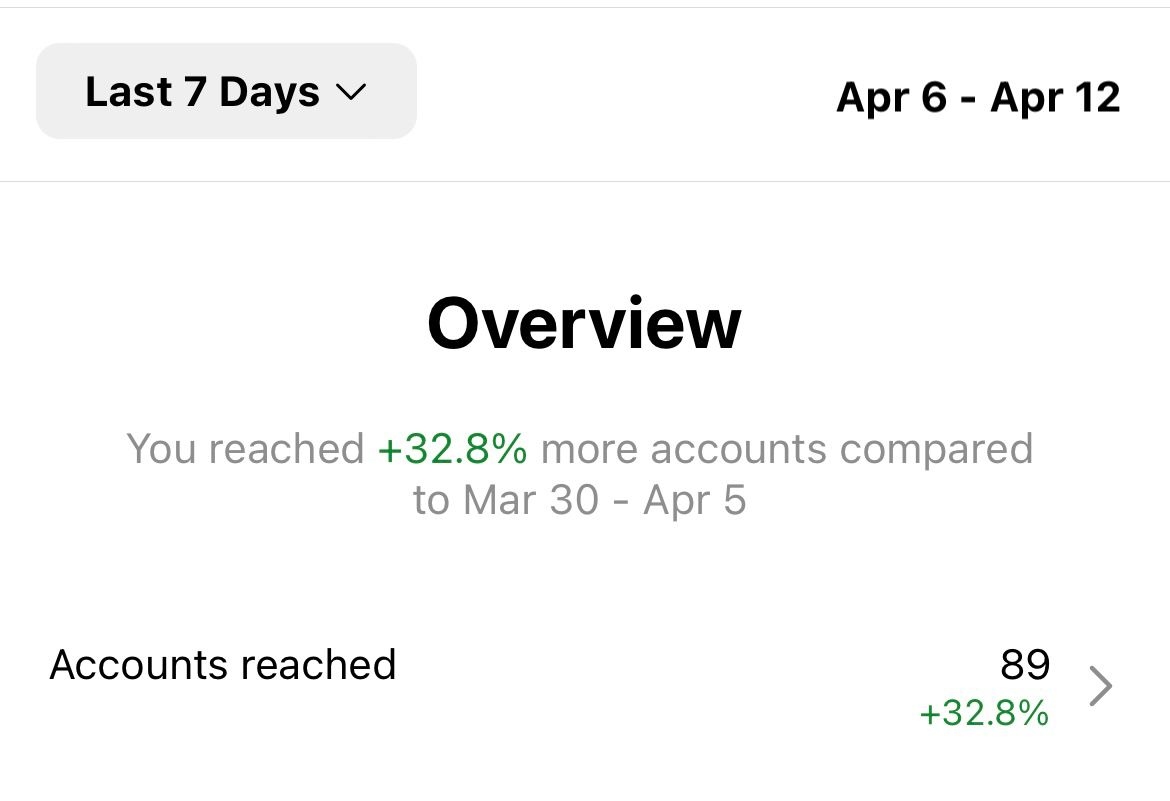 Last 7 Days
Apr 6 - Apr 12
Overview
You reached +32.8% more accounts compared
to Mar 30 - Apr 5
Accounts reached
89
+32.8%